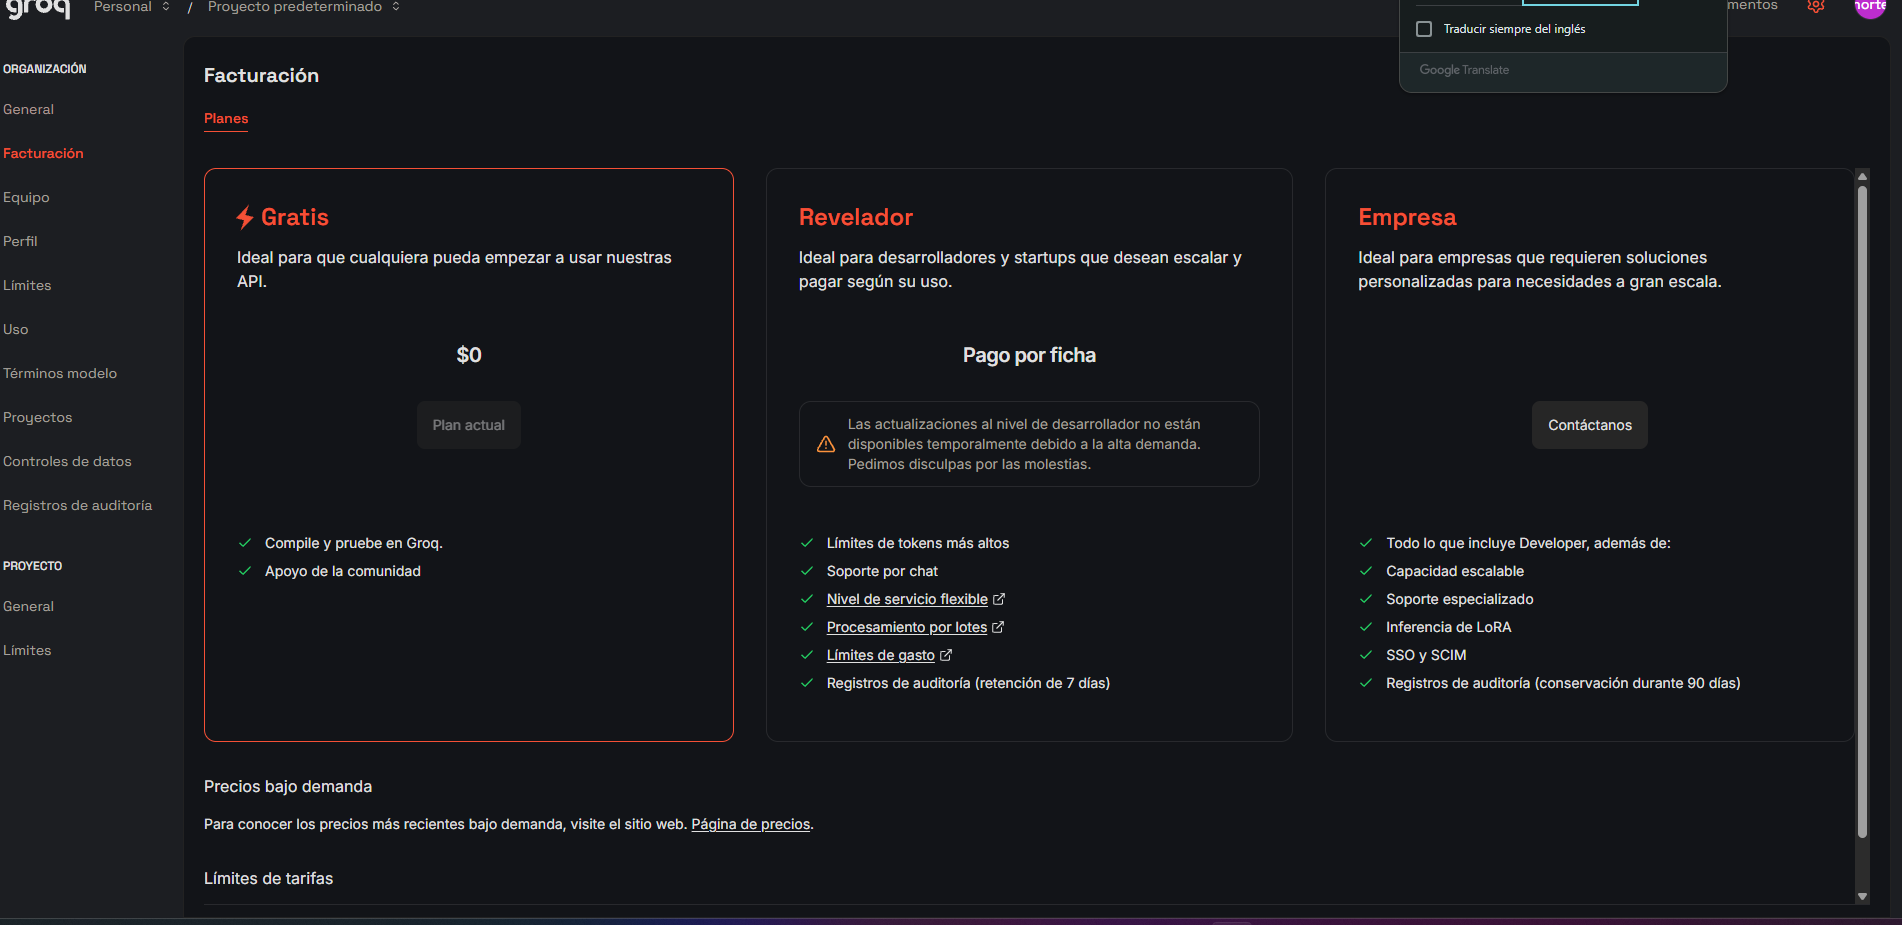 groq
Personal / Proyecto predeterminado
Traducir siempre del inglés
Google Translate
ORGANIZACIÓN
General
Facturación
Equipo
Perfil
Límites
Uso
Términos modelo
Proyectos
Controles de datos
Registros de auditoría
PROYECTO
General
Límites
Facturación
Planes
Gratis
Ideal para que cualquiera pueda empezar a usar nuestras
API.
$0
Plan actual
Compile y pruebe en Groq.
Apoyo de la comunidad
Revelador
Ideal para desarrolladores y startups que desean escalar y
pagar según su uso.
Pago por ficha
Las actualizaciones al nivel de desarrollador no están
disponibles temporalmente debido a la alta demanda.
Pedimos disculpas por las molestias.
Límites de tokens más altos
Soporte por chat
Nivel de servicio flexible
Procesamiento por lotes
Límites de gasto
Registros de auditoría (retención de 7 días)
Empresa
Ideal para empresas que requieren soluciones
personalizadas para necesidades a gran escala.
Contáctanos
Todo lo que incluye Developer, además de:
Capacidad escalable
Soporte especializado
Inferencia de LoRA
SSO y SCIM
Registros de auditoría (conservación durante 90 días)
Precios bajo demanda
Para conocer los precios más recientes bajo demanda, visite el sitio web. Página de precios.
Límites de tarifas